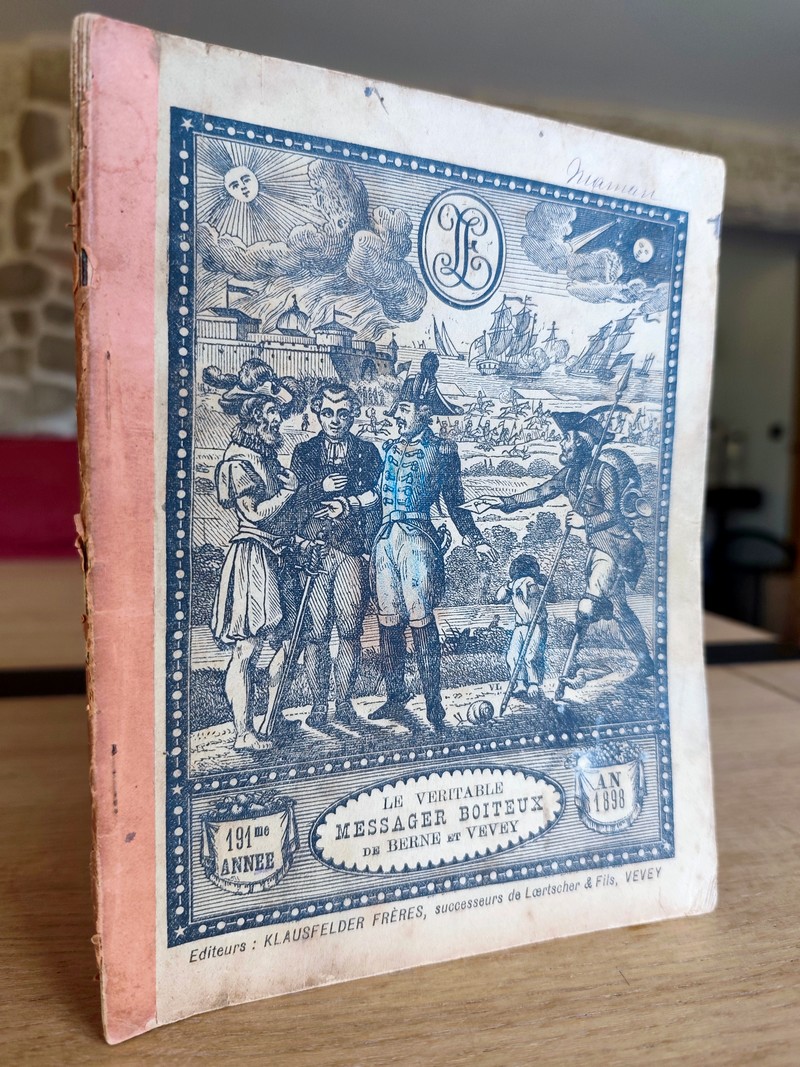 Maman
191me
ANNEE
LE VERITABLE
MESSAGER BOITEUX
DE BERNE ET VEVEY
AN
1898
Editeurs : KLAUSFELDER FRÈRES, successeurs de Lœrtscher & Fils, VEVEY